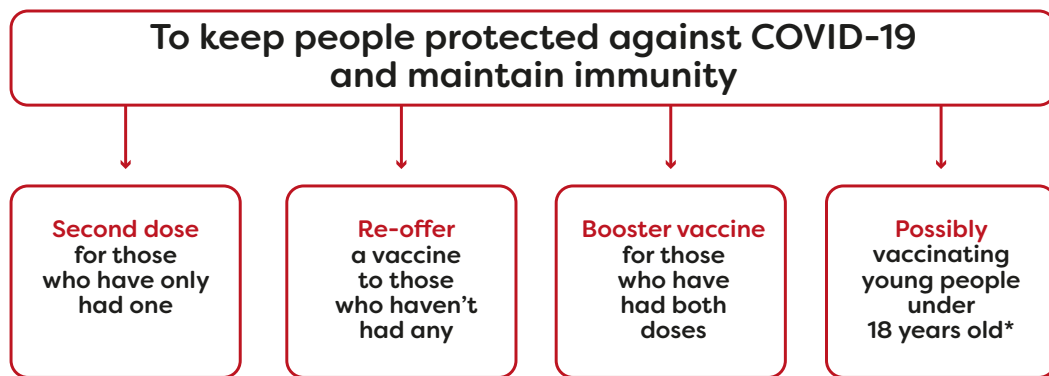 To keep people protected against COVID-19
and maintain immunity
Second dose
for those
who have only
had one
Re-offer
a vaccine
to those
who haven't
had any
Booster vaccine
for those
who have
had both
doses
Possibly
vaccinating
young people
under
18 years old*